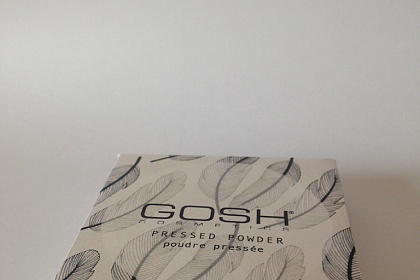 GOSH®
COSMETICS
PRESSED POWDER
poudre pressée